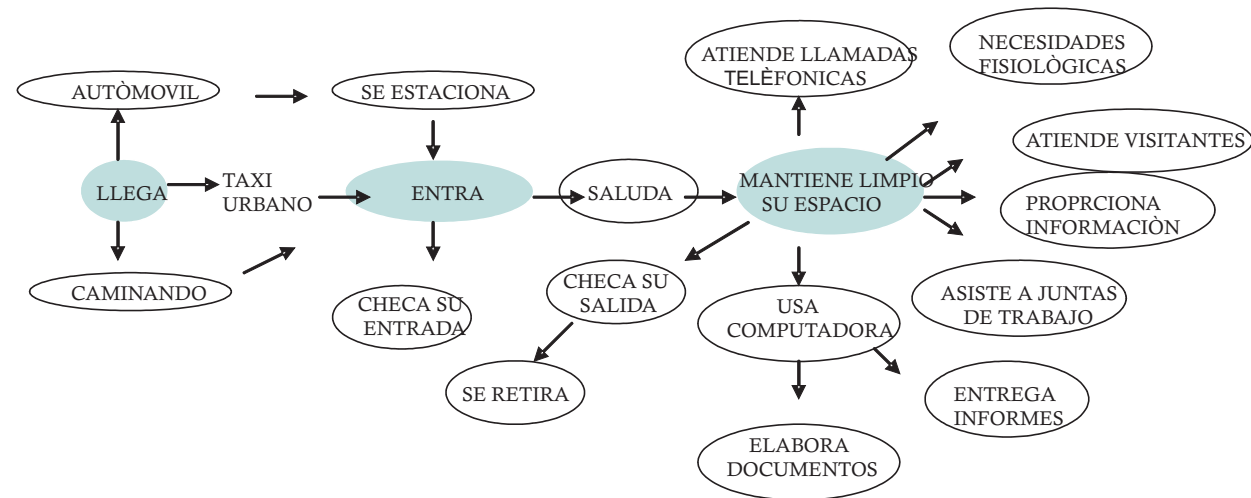 ATIENDE LLAMADAS
TELÈFONICAS
NECESIDADES
FISIOLÒGICAS
AUTÒMOVIL
SE ESTACIONA
ATIENDE VISITANTES
LLEGA
TAXI
URBANO
ENTRA
SALUDA
MANTIENE LIMPIO
SU ESPACIO
PROPRCIONA
INFORMACIÒN
CAMINANDO
CHECA SU
ENTRADA
CHECA SU
SALIDA
USA
COMPUTADORA
ASISTE A JUNTAS
DE TRABAJO
SE RETIRA
ENTREGA
INFORMES
ELABORA
DOCUMENTOS